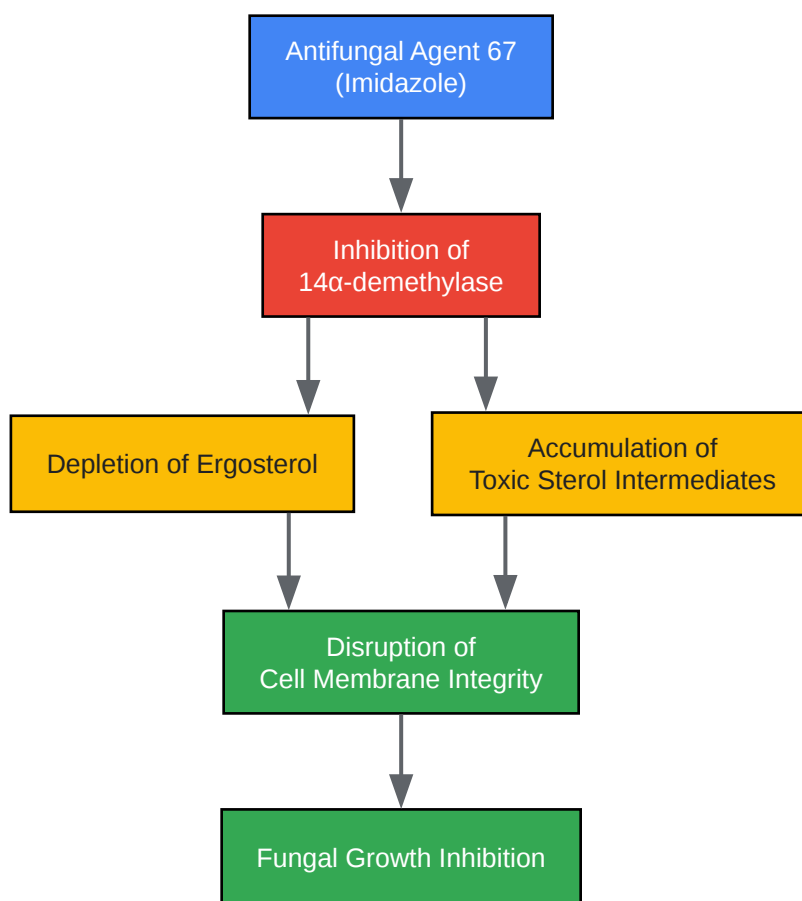 Antifungal Agent 67
(Imidazole)
Inhibition of
14α-demethylase
Depletion of Ergosterol
Accumulation of
Toxic Sterol Intermediates
Disruption of
Cell Membrane Integrity
Fungal Growth Inhibition